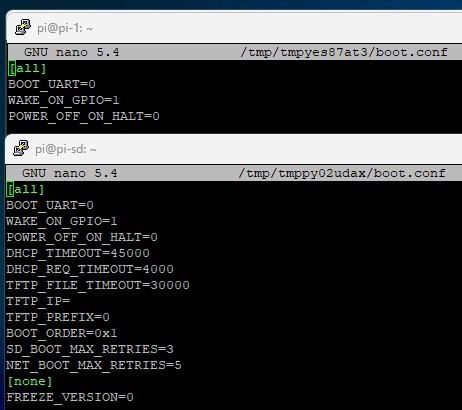 pi@pi-1: ~
GNU nano 5.4 /tmp/tmpyes87at3/boot.conf
[all]
BOOT_UART=0
WAKE_ON_GPIO=1
POWER_OFF_ON_HALT=0
pi@pi-sd: ~
GNU nano 5.4 /tmp/tmppy02udax/boot.conf
[all]
BOOT_UART=0
WAKE_ON_GPIO=1
POWER_OFF_ON_HALT=0
DHCP_TIMEOUT=45000
DHCP_REQ_TIMEOUT=4000
TFTP_FILE_TIMEOUT=30000
TFTP_IP=
TFTP_PREFIX=0
BOOT_ORDER=0x1
SD_BOOT_MAX_RETRIES=3
NET_BOOT_MAX_RETRIES=5
[none]
FREEZE_VERSION=0